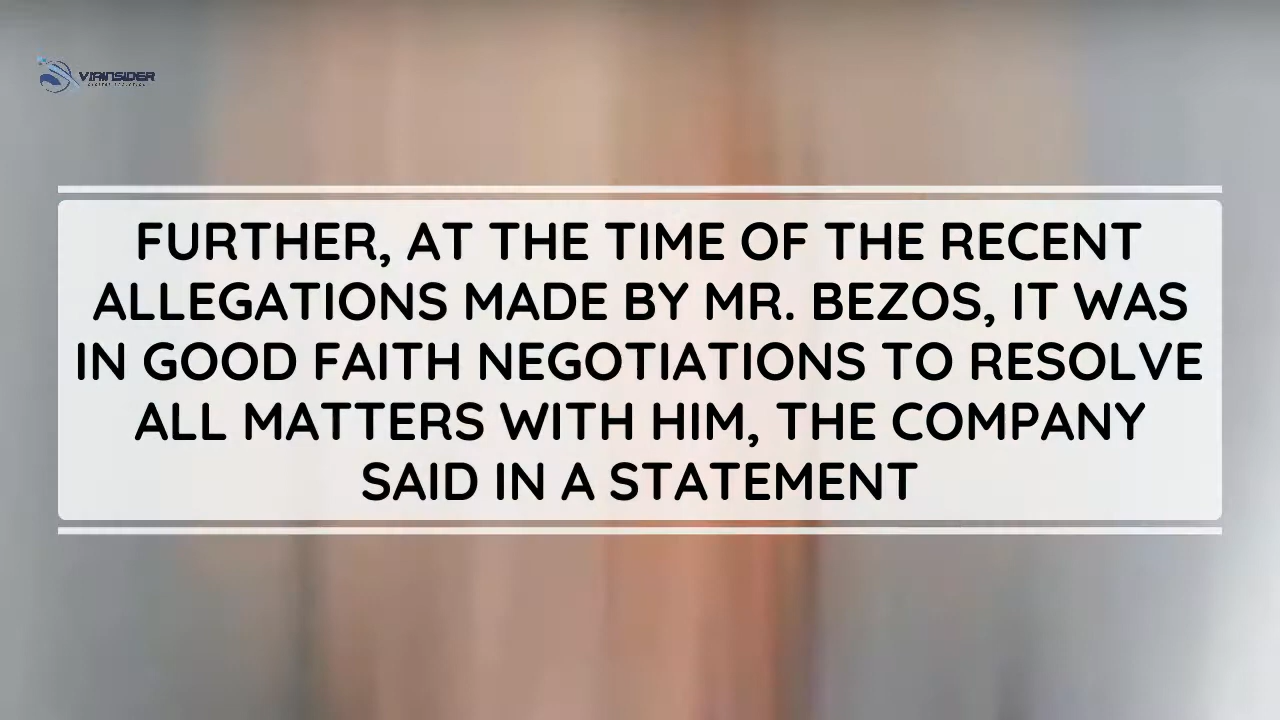 VIRINSIDER
FURTHER, AT THE TIME OF THE RECENT
ALLEGATIONS MADE BY MR. BEZOS, IT WAS
IN GOOD FAITH NEGOTIATIONS TO RESOLVE
ALL MATTERS WITH HIM, THE COMPANY
SAID IN A STATEMENT